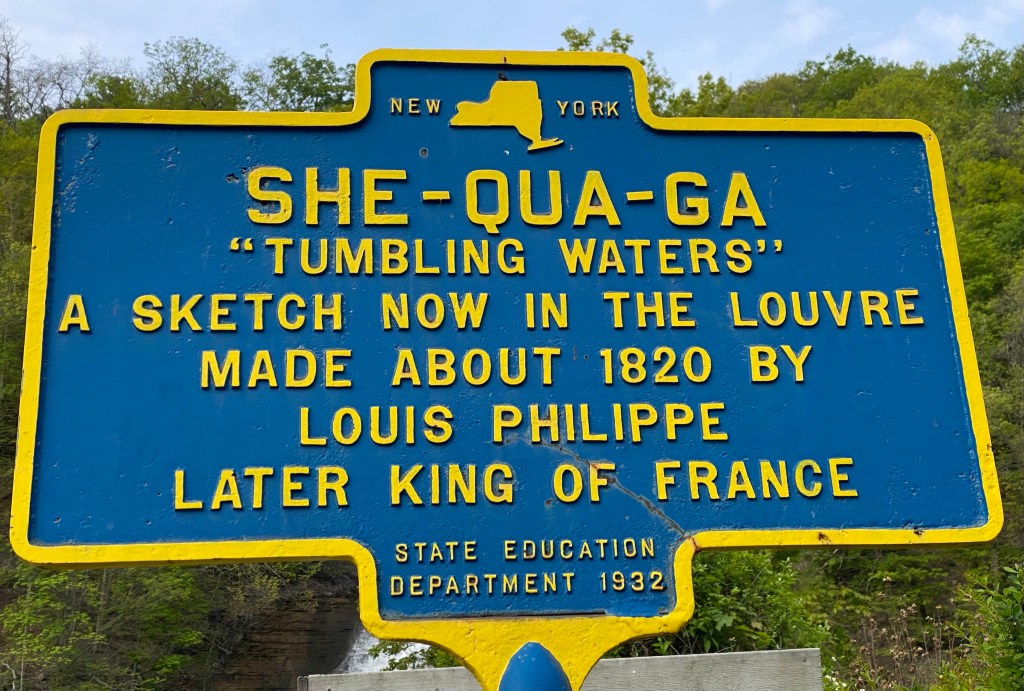 NEW YORK
SHE-QUA-GA
"TUMBLING WATERS"
A SKETCH NOW IN THE LOUVRE
MADE ABOUT 1820 BY
LOUIS PHILIPPE
LATER KING OF FRANCE
STATE EDUCATION
DEPARTMENT 1932